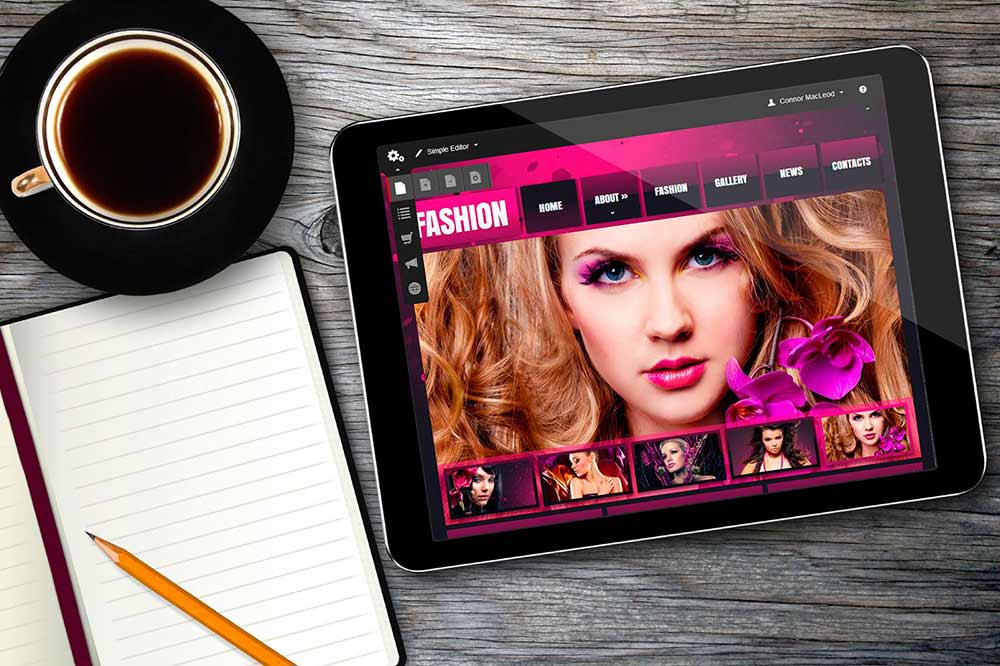 Connor MacLeod
Simple Editor
FASHION
HOME
ABOUT >>
FASHION
GALLERY
NEWS
CONTACTS